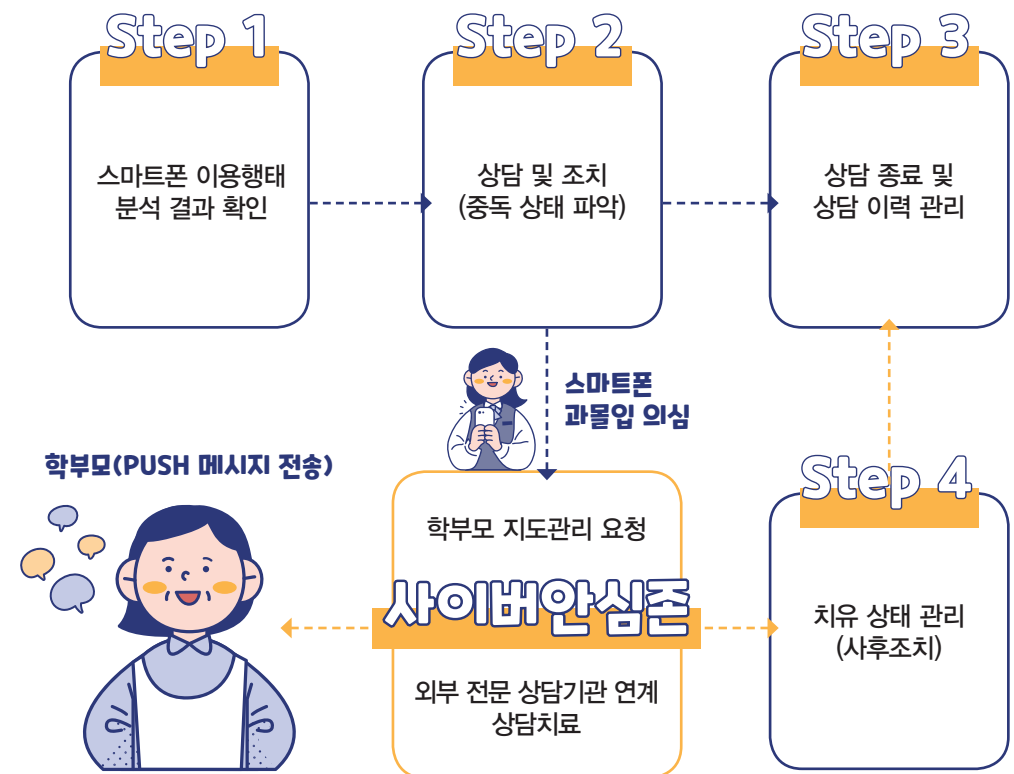 Step 1
스마트폰 이용행태
분석 결과 확인
Step 2
상담 및 조치
(중독 상태 파악)
Step 3
상담 종료 및
상담 이력 관리
스마트폰
과몰입 의심
학부모(PUSH 메시지 전송)
학부모 지도관리 요청
사이버안심존
외부 전문 상담기관 연계
상담치료
Step 4
치유 상태 관리
(사후조치)